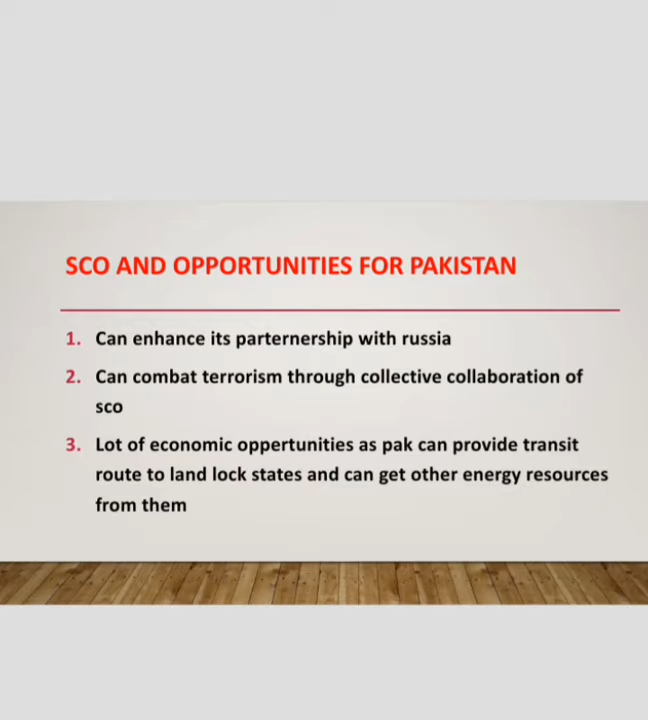 SCO AND OPPORTUNITIES FOR PAKISTAN
1. Can enhance its parternership with russia
2. Can combat terrorism through collective collaboration of
sco
3. Lot of economic oppertunities as pak can provide transit
route to land lock states and can get other energy resources
from them